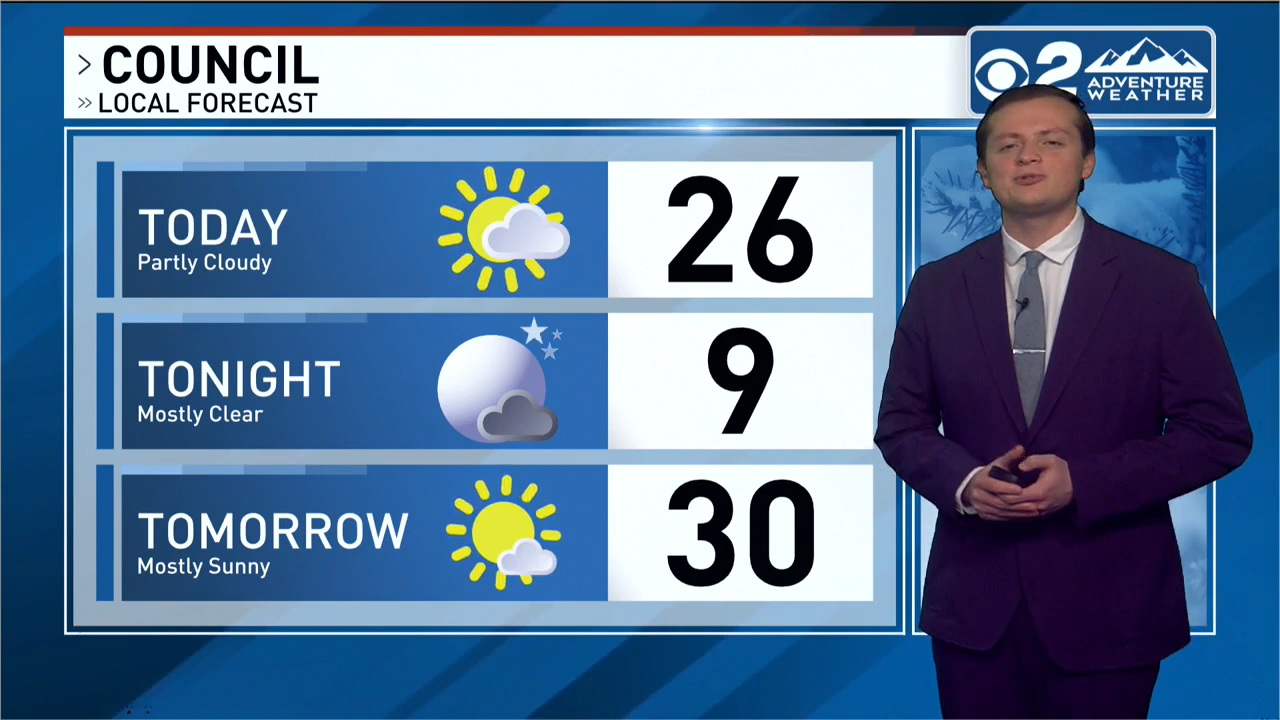 COUNCIL
LOCAL FORECAST
2
ADVENTURE
WEATHER
TODAY
Partly Cloudy
26
TONIGHT
Mostly Clear
9
TOMORROW
Mostly Sunny
30